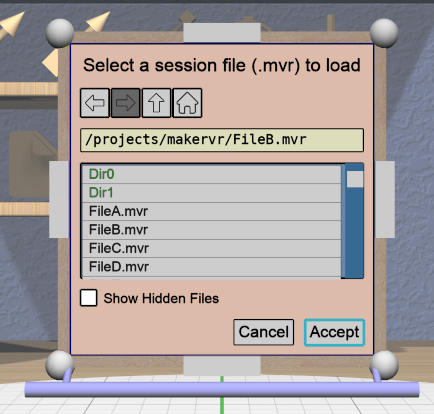 Select a session file (.mvr) to load
/projects/makervr/FileB.mvr
Dir0
Dir1
FileA.mvr
FileB.mvr
FileC.mvr
FileD.mvr
Show Hidden Files
Cancel Accept